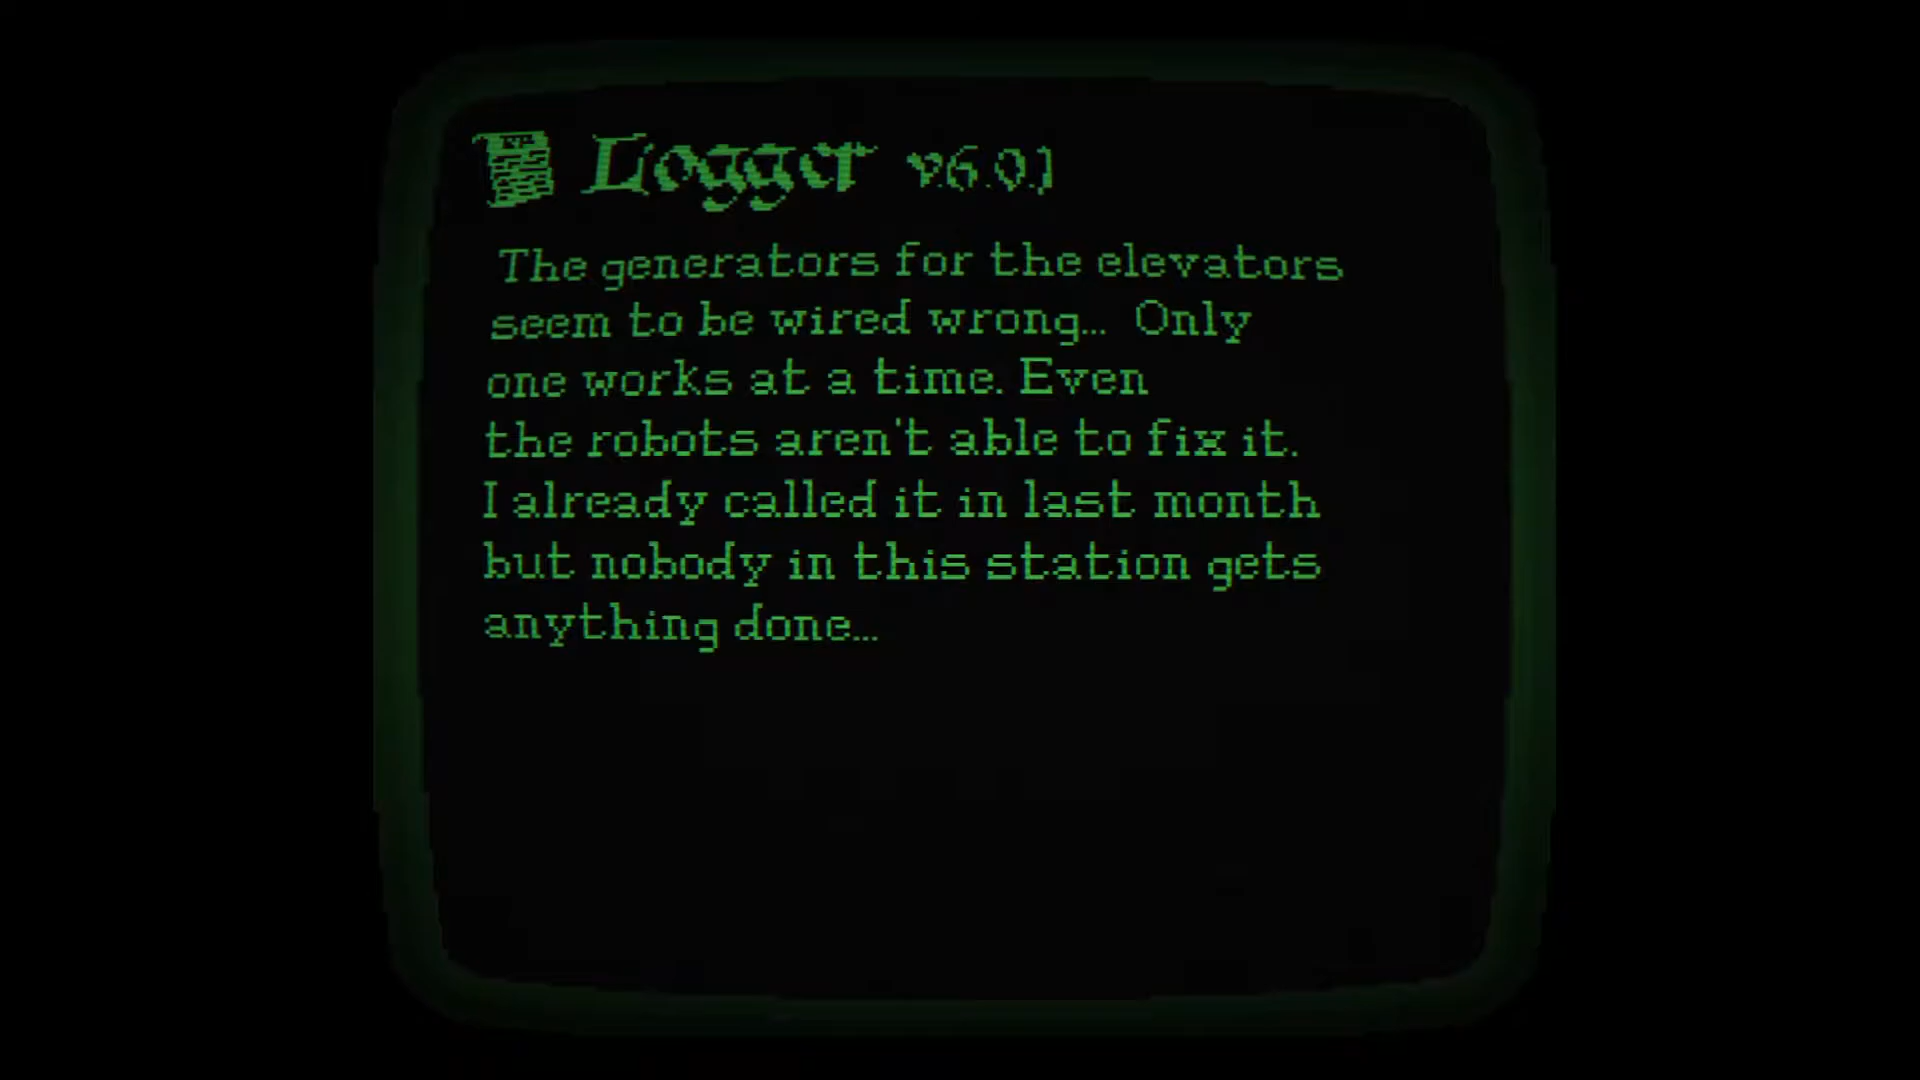 Logger v.6.0.1
The generators for the elevators
seem to be wired wrong... Only
one works at a time. Even
the robots aren't able to fix it.
I already called it in last month
but nobody in this station gets
anything done...